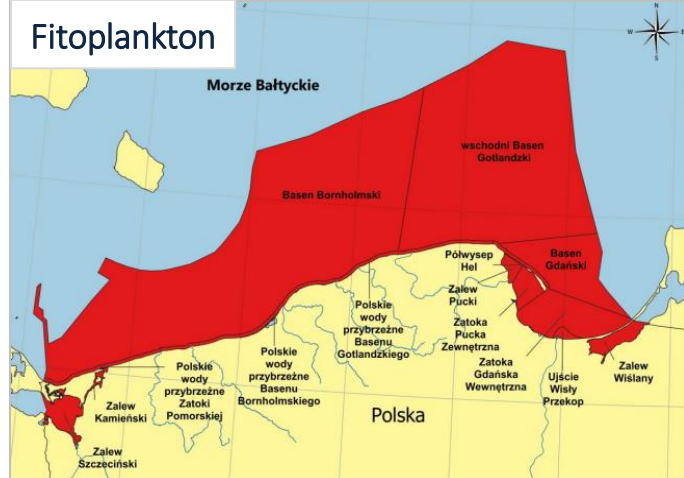 Fitoplankton
N
W
E
S
Morze Bałtyckie
wschodni Basen
Gotlandzki
Basen Bornholmski
Basen
Gdański
Półwysep
Hel
Zalew
Pucki
Zatoka
Pucka
Zewnętrzna
Zatoka
Gdańska
Wewnętrzna
Ujście
Wisły
Przekop
Zalew
Wiślany
Polskie
wody
przybrzeżne
Basenu
Gotlandzkiego
Polskie
wody
przybrzeżne
Basenu
Bornholmskiego
Polskie
wody
przybrzeżne
Zatoki
Pomorskiej
Zalew
Kamieński
Zalew
Szczeciński
Polska